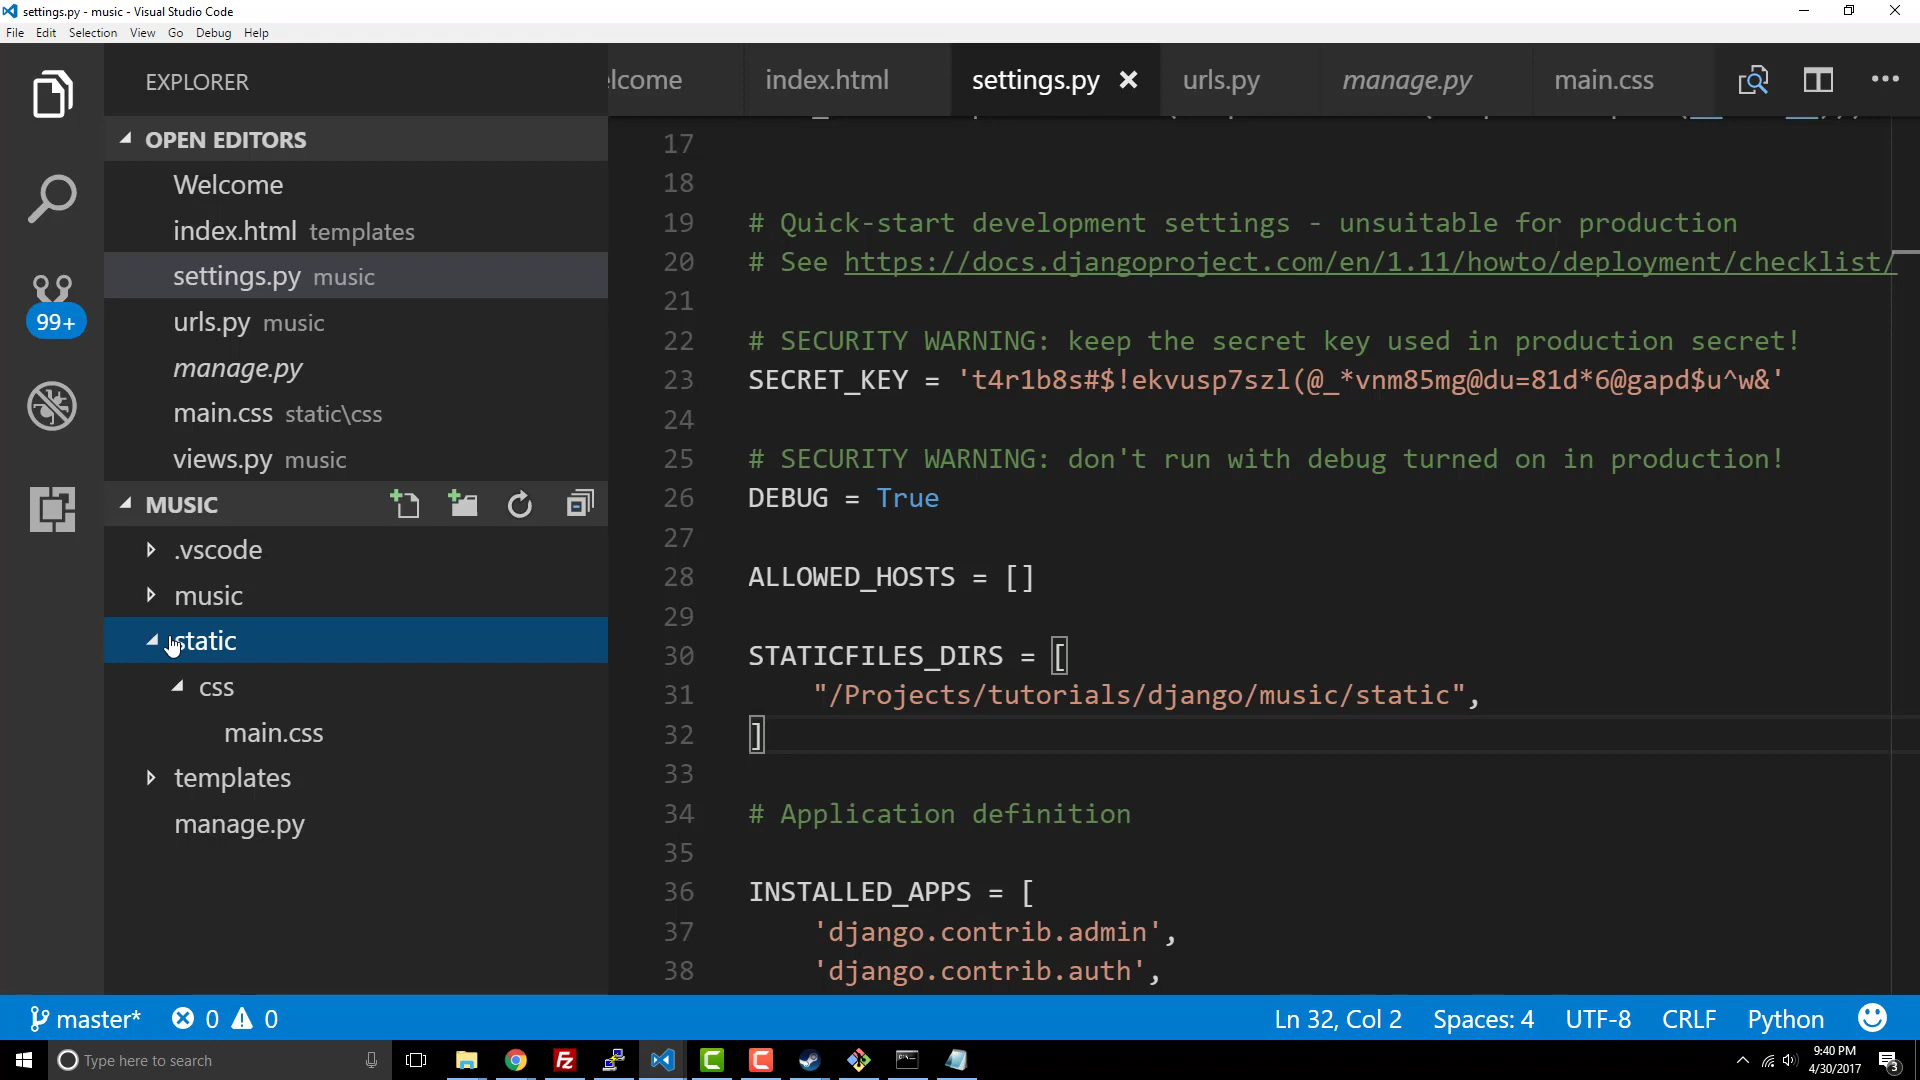 settings.py - music - Visual Studio Code
File Edit Selection View Go Debug Help
EXPLORER
OPEN EDITORS
Welcome
index.html templates
settings.py music
urls.py music
manage.py
main.css static\css
views.py music
99+
MUSIC
.vscode
music
static
css
main.css
templates
manage.py
lcome index.html settings.py urls.py manage.py main.css
17
18
19 # Quick-start development settings - unsuitable for production
20 # See https://docs.djangoproject.com/en/1.11/howto/deployment/checklist/
21
22 # SECURITY WARNING: keep the secret key used in production secret!
23 SECRET_KEY = 't4r1b8s#$!ekvusp7szl(@_*vnm85mg@du=81d*6@gapd$u^w&'
24
25 # SECURITY WARNING: don't run with debug turned on in production!
26 DEBUG = True
27
28 ALLOWED_HOSTS = []
29
30 STATICFILES_DIRS = [
31 "/Projects/tutorials/django/music/static",
32 ]
33
34 # Application definition
35
36 INSTALLED_APPS = [
37 'django.contrib.admin',
38 'django.contrib.auth',
master* 0 0 Ln 32, Col 2 Spaces: 4 UTF-8 CRLF Python
Type here to search
9:40 PM
4/30/2017
3